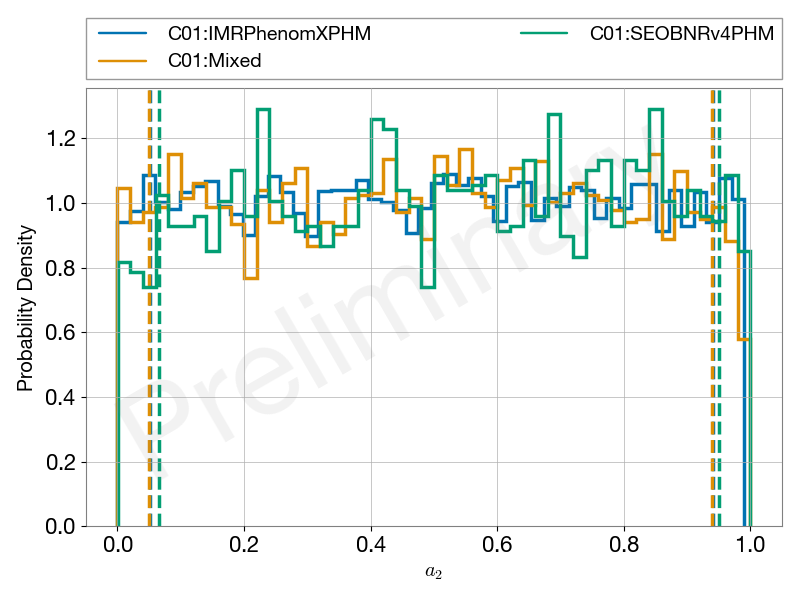 C01:IMRPhenomXPHM
C01:Mixed
C01:SEOBNRv4PHM
Preliminary
Probability Density
1.2
1.0
0.8
0.6
0.4
0.2
0.0
0.0 0.2 0.4 0.6 0.8 1.0
a2